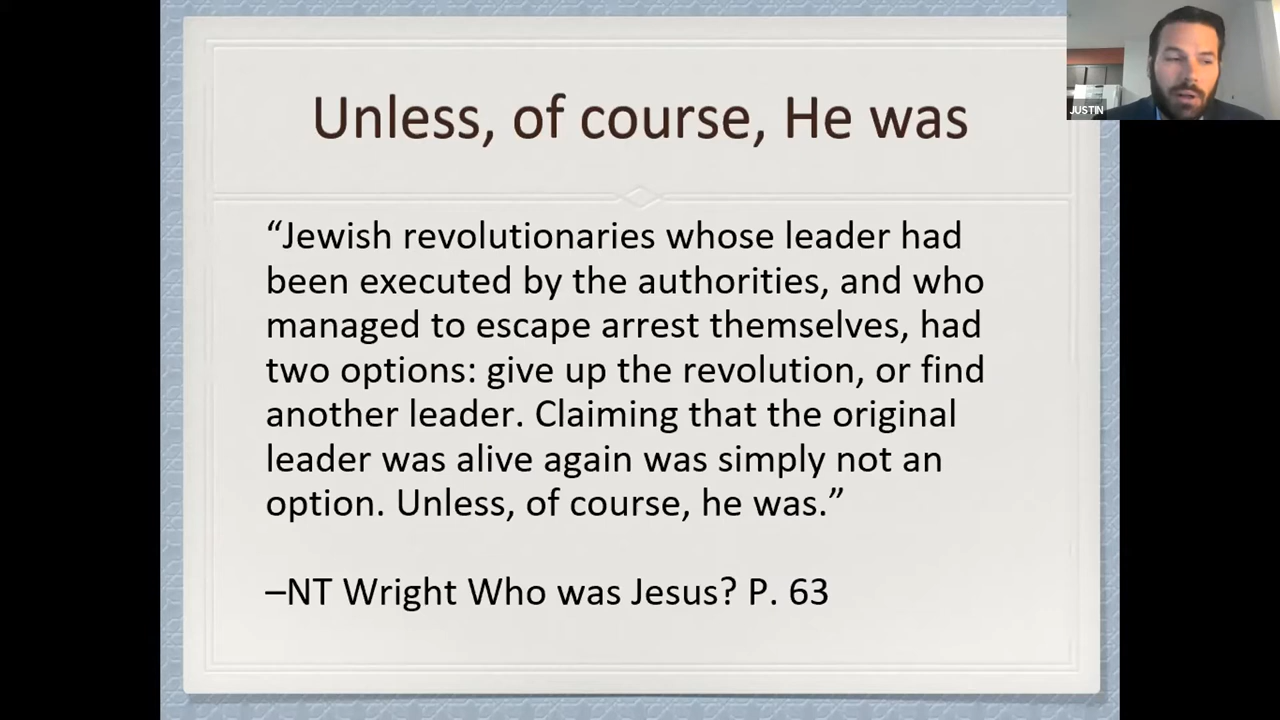 Unless, of course, He was
JUSTIN
“Jewish revolutionaries whose leader had
been executed by the authorities, and who
managed to escape arrest themselves, had
two options: give up the revolution, or find
another leader. Claiming that the original
leader was alive again was simply not an
option. Unless, of course, he was.”
–NT Wright Who was Jesus? P. 63